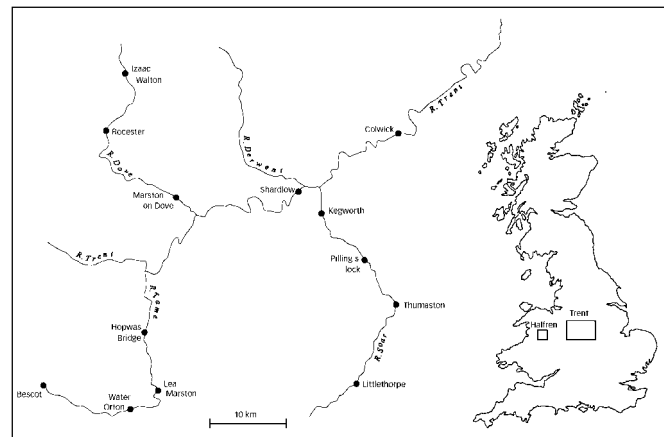 Izaac
Walton
Rocester
R. Dove
Marston
on Dove
R. Derwent
Shardlow
Colwick
R. Trent
Kegworth
Pilling s
lock
Thurmaston
R. Soar
Littlethorpe
R. Trent
R. Tame
Hopwas
Bridge
Lea
Marston
Water
Orton
Bescot
10 km
Hafren
Trent